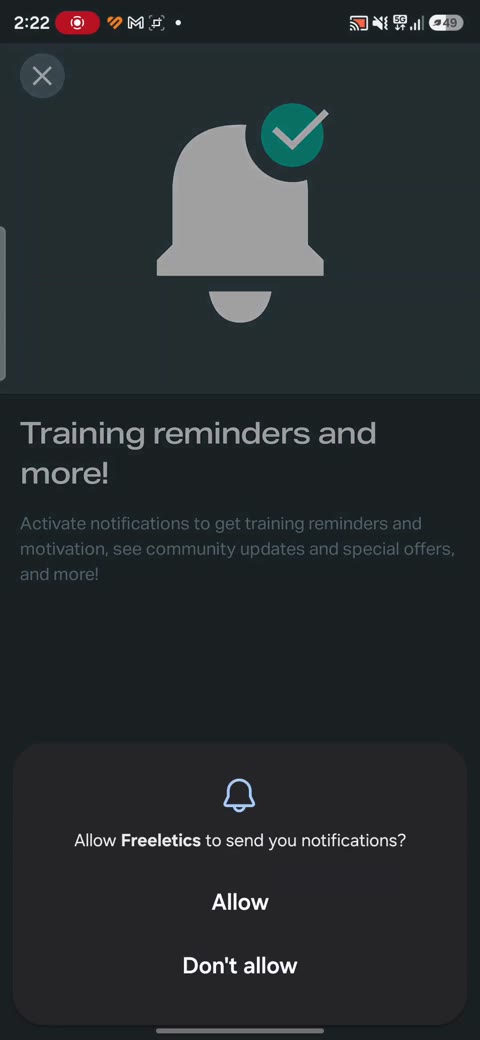 2:22
5G
49
Training reminders and
more!
Activate notifications to get training reminders and
motivation, see community updates and special offers,
and more!
Allow Freeletics to send you notifications?
Allow
Don't allow